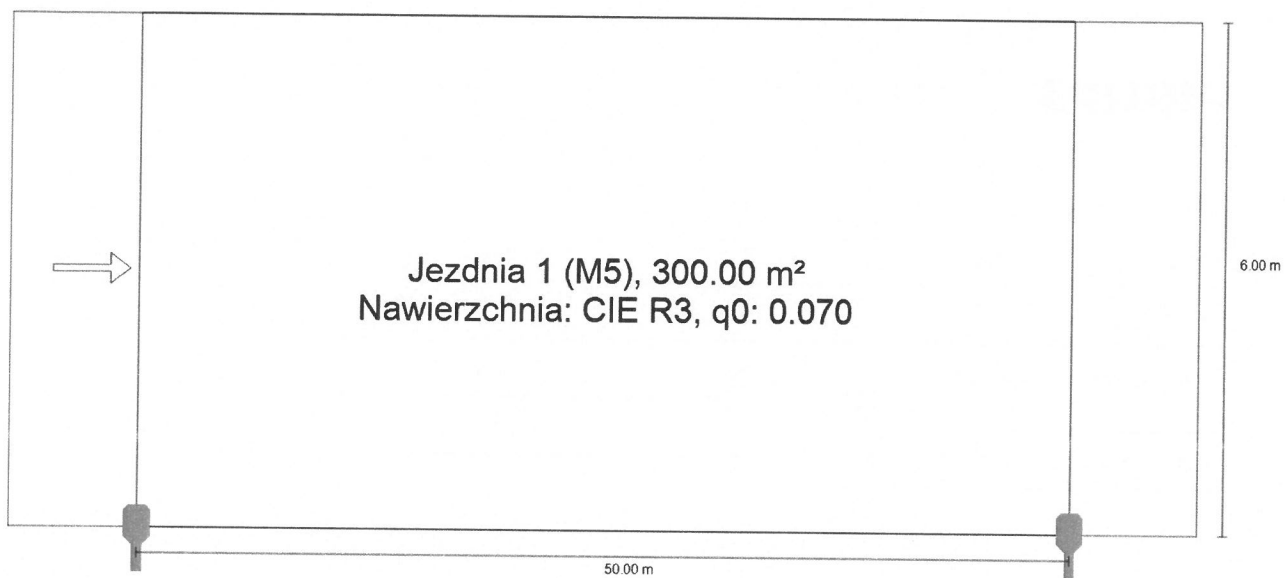 Jezdnia 1 (M5), 300.00 m²
Nawierzchnia: CIE R3, q0: 0.070
6.00 m
50.00 m